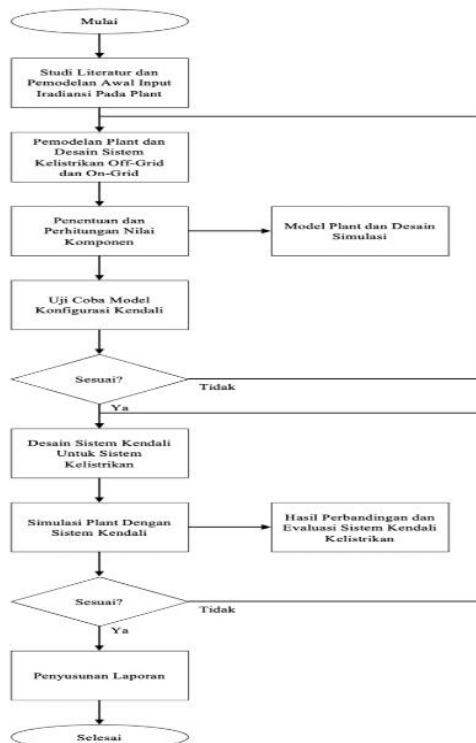 Mulai
Studi Literatur dan
Pemodelan Awal Input
Iradiansi Pada Plant
Pemodelan Plant dan
Desain Sistem
Kelistrikan Off-Grid
dan On-Grid
Penentuan dan
Perhitungan Nilai
Komponen
Model Plant dan Desain
Simulasi
Uji Coba Model
Konfigurasi Kendali
Sesuai?
Tidak
Ya
Desain Sistem Kendali
Untuk Sistem
Kelistrikan
Simulasi Plant Dengan
Sistem Kendali
Hasil Perbandingan dan
Evaluasi Sistem Kendali
Kelistrikan
Sesuai?
Tidak
Ya
Penyusunan Laporan
Selesai